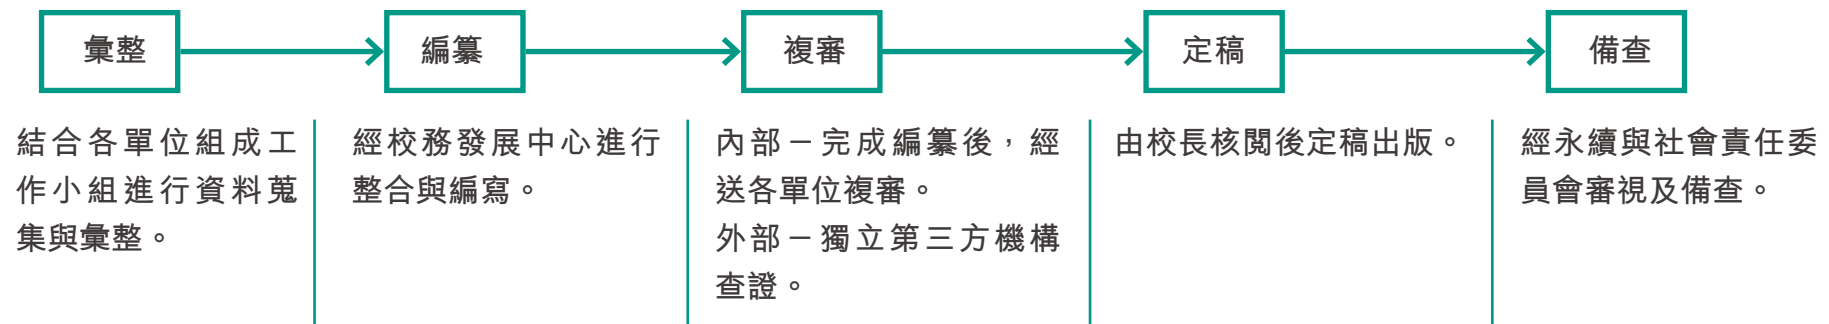 彙整
編纂
複審
定稿
備查
結合各單位組成工
作小組進行資料蒐
集與彙整。
經校務發展中心進行
整合與編寫。
內部－完成編纂後，經
送各單位複審。
外部－獨立第三方機構
查證。
由校長核閱後定稿出版。
經永續與社會責任委
員會審視及備查。